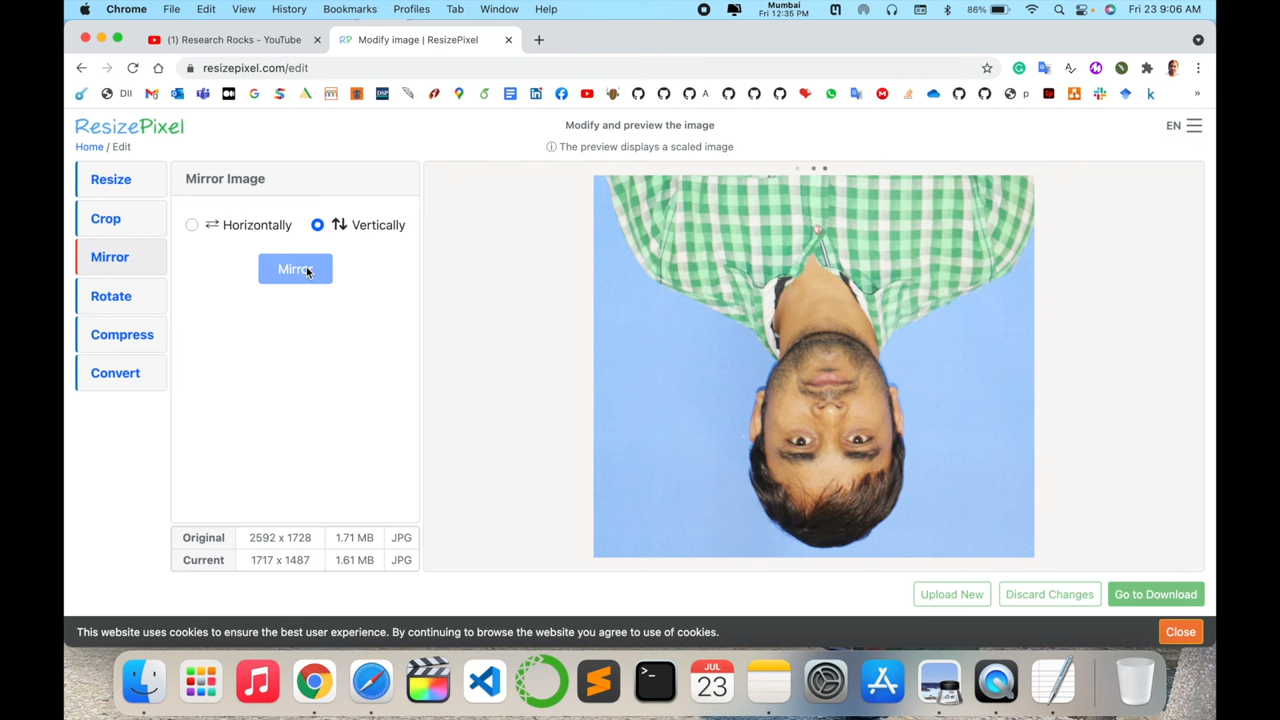 Chrome File Edit View History Bookmarks Profiles Tab Window Help
Mumbai
Fri 12:35 PM
86%
Fri 23 9:06 AM
(1) Research Rocks - YouTube
RP Modify image | ResizePixel
resizepixel.com/edit
DII
DSP
A
p
Sp
k
»
ResizePixel
Modify and preview the image
EN
Home / Edit
ⓘ The preview displays a scaled image
Resize
Crop
Mirror
Rotate
Compress
Convert
Mirror Image
Horizontally
Vertically
Mirror
Original 2592 x 1728 1.71 MB JPG
Current 1717 x 1487 1.61 MB JPG
Upload New
Discard Changes
Go to Download
This website uses cookies to ensure the best user experience. By continuing to browse the website you agree to use of cookies.
Close
JUL
23